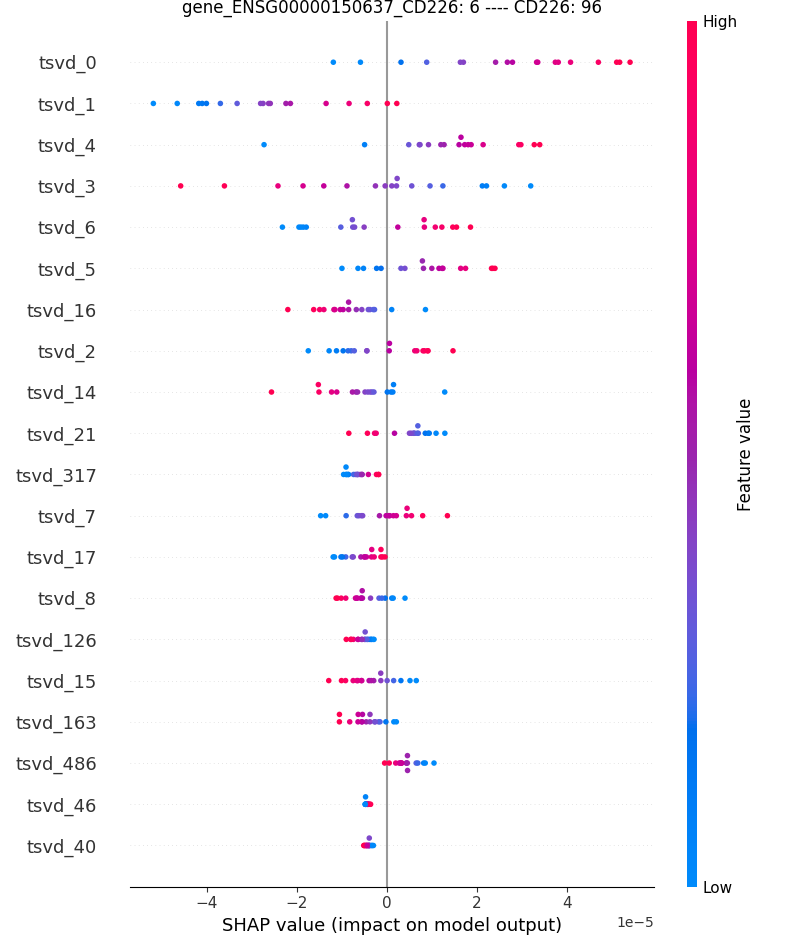 gene_ENSG00000150637_CD226: 6 ---- CD226: 96
High
tsvd_0
tsvd_1
tsvd_4
tsvd_3
tsvd_6
tsvd_5
tsvd_16
tsvd_2
tsvd_14
tsvd_21
tsvd_317
tsvd_7
tsvd_17
tsvd_8
tsvd_126
tsvd_15
tsvd_163
tsvd_486
tsvd_46
tsvd_40
Feature value
Low
−4 −2 0 2 4
1e−5
SHAP value (impact on model output)